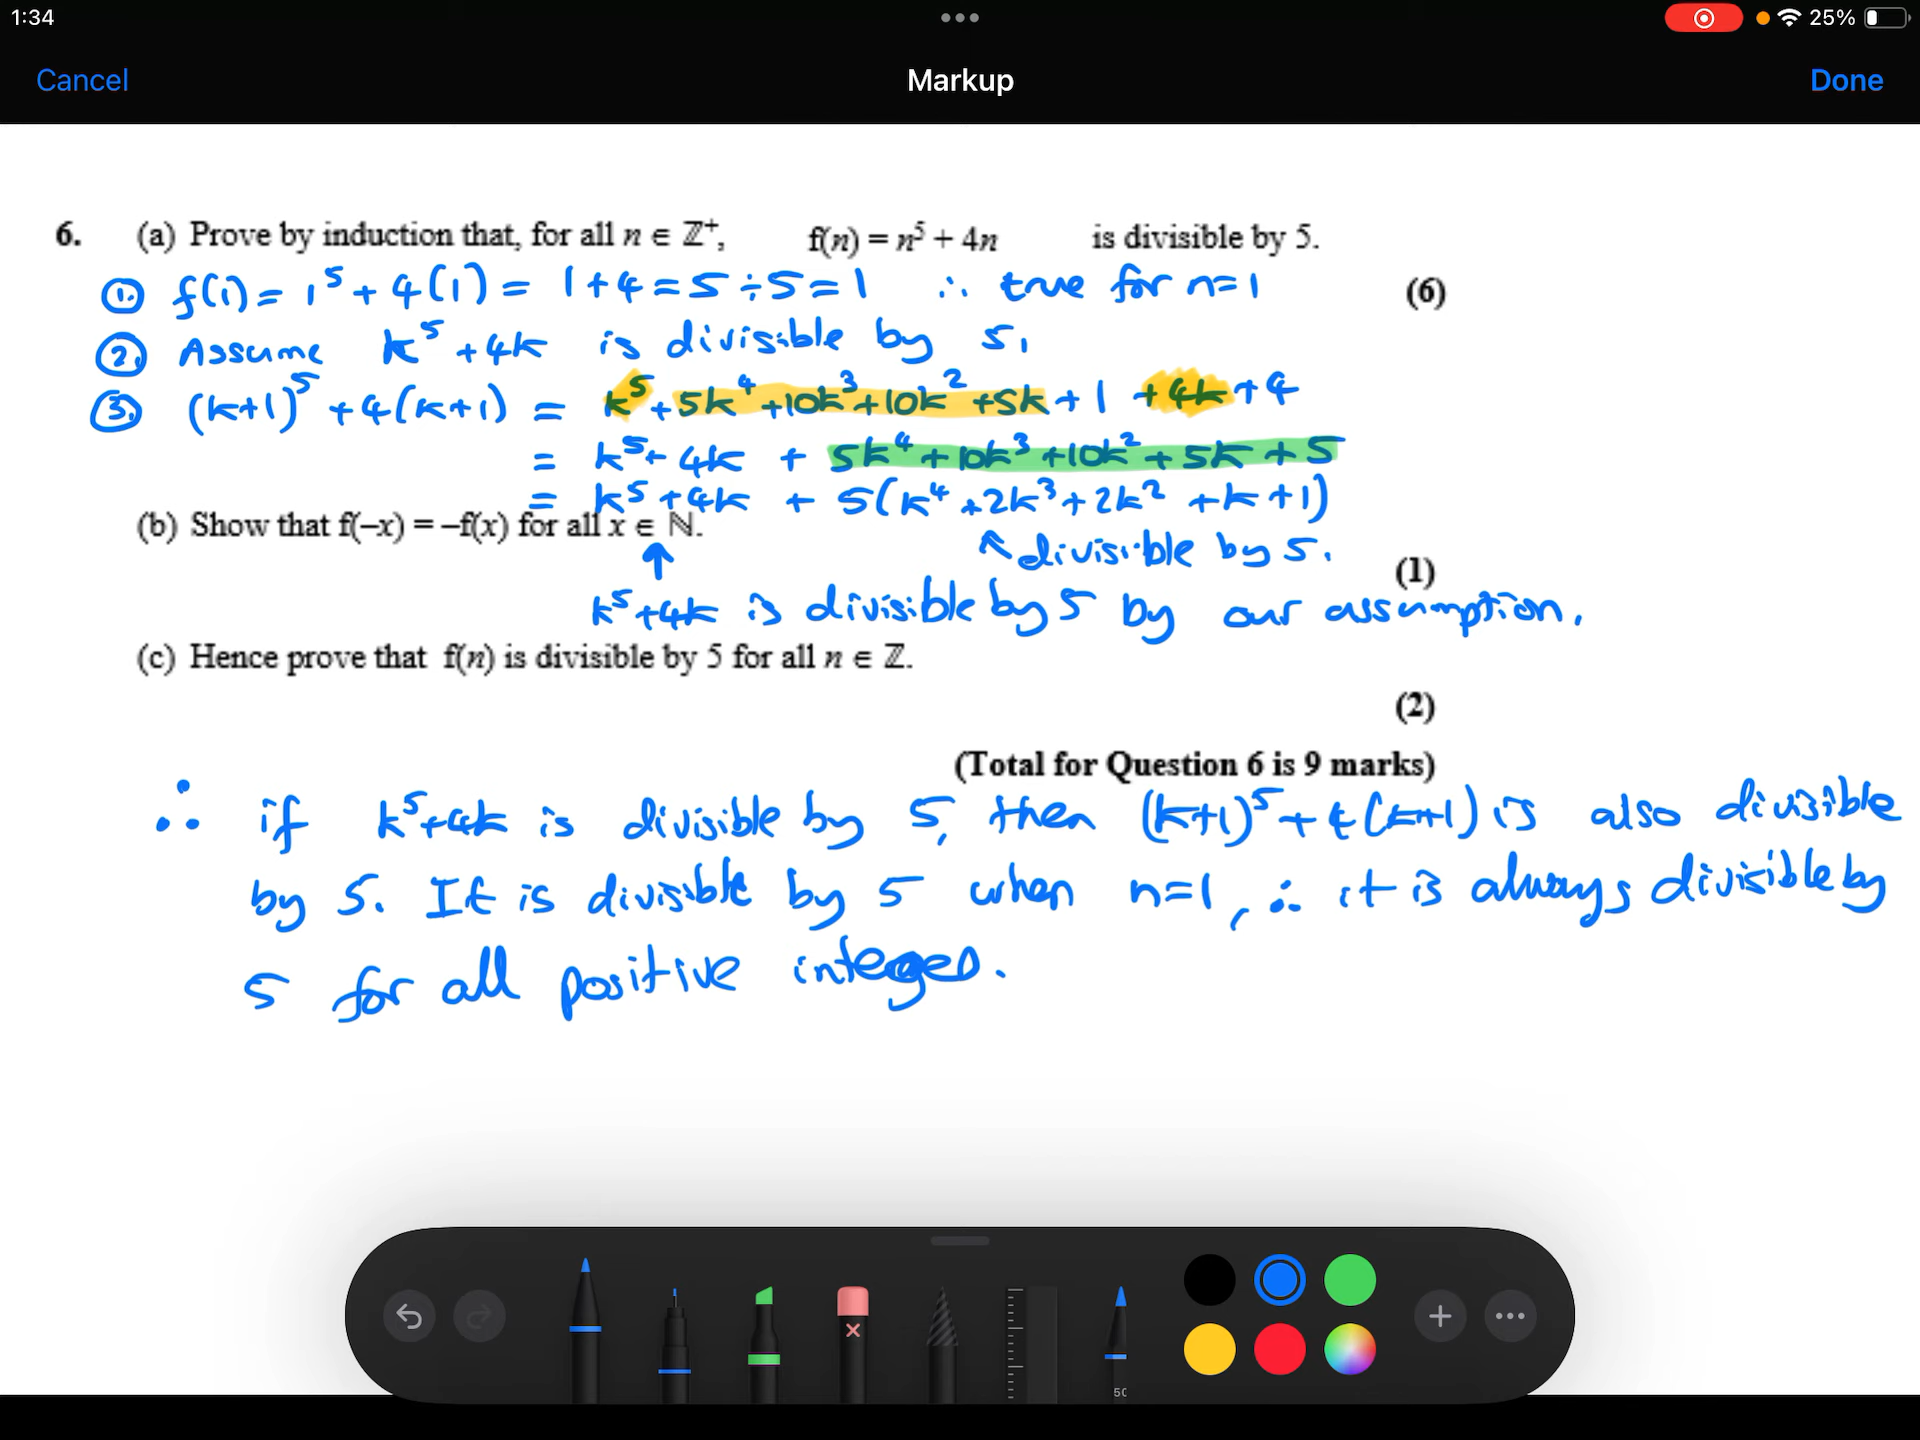 1:34
25%
Cancel
Markup
Done
6. (a) Prove by induction that, for all n ∈ ℤ⁺, f(n) = n⁵ + 4n is divisible by 5.
① f(1) = 1⁵ + 4(1) = 1+4 = 5 ÷ 5 = 1 ∴ true for n=1
(6)
② Assume k⁵ + 4k is divisible by 5.
③ (k+1)⁵ + 4(k+1) = k⁵ + 5k⁴ + 10k³ + 10k² + 5k + 1 + 4k + 4
= k⁵ + 4k + 5k⁴ + 10k³ + 10k² + 5k + 5
= k⁵ + 4k + 5(k⁴ + 2k³ + 2k² + k + 1)
(b) Show that f(–x) = –f(x) for all x ∈ ℕ.
↑ ↖ divisible by 5.
(1)
k⁵ + 4k is divisible by 5 by our assumption.
(c) Hence prove that f(n) is divisible by 5 for all n ∈ ℤ.
(2)
(Total for Question 6 is 9 marks)
∴ if k⁵+4k is divisible by 5, then (k+1)⁵ + 4(k+1) is also divisible
by 5. It is divisible by 5 when n=1, ∴ it is always divisible by
5 for all positive integers.
50